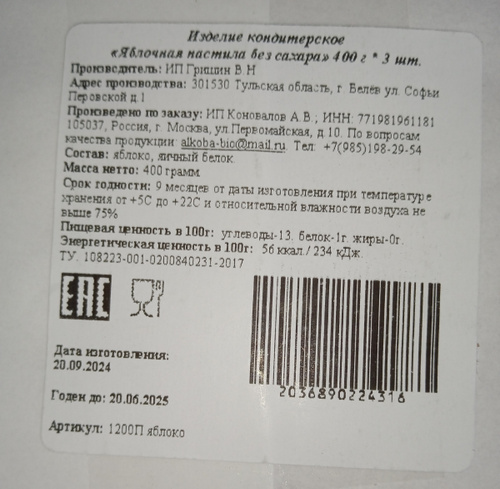 Изделие кондитерское
«Яблочная пастила без сахара» 400 г * 3 шт.
Производитель: ИП Гришин В.Н
Адрес производства: 301530 Тульская область, г. Белёв ул. Софьи
Перовской д.1
Произведено по заказу: ИП Коновалов А.В.; ИНН: 771981961181
105037, Россия, г. Москва, ул.Первомайская, д.10. По вопросам
качества продукции: alkoba-bio@mail.ru. Тел: +7(985)198-29-54
Состав: яблоко, яичный белок.
Масса нетто: 400 грамм
Срок годности: 9 месяцев от даты изготовления при температуре
хранения от +5С до +22С и относительной влажности воздуха не
выше 75%
Пищевая ценность в 100г: углеводы-13. белок-1г. жиры-0г.
Энергетическая ценность в 100г: 56 ккал./ 234 кДж.
ТУ. 108223-001-0200840231-2017
EAC
2036890224316
Дата изготовления:
20.09.2024
Годен до: 20.06.2025
Артикул: 1200П яблоко